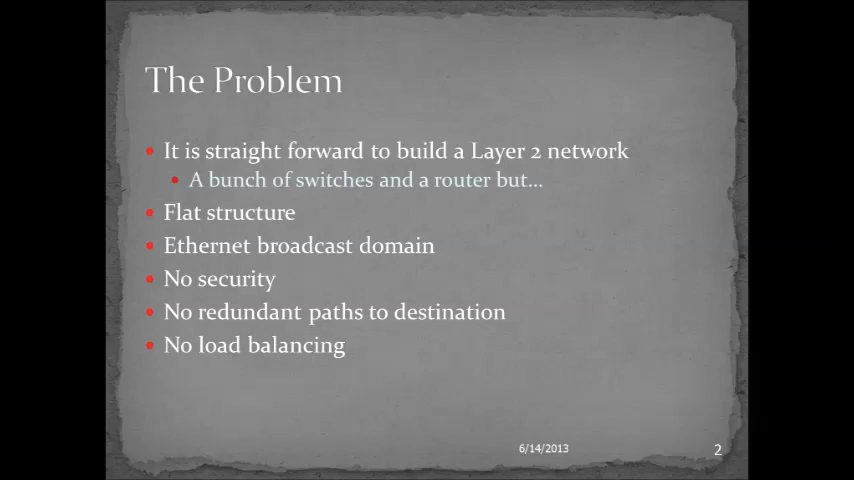 The Problem
It is straight forward to build a Layer 2 network
A bunch of switches and a router but...
Flat structure
Ethernet broadcast domain
No security
No redundant paths to destination
No load balancing
6/14/2013
2